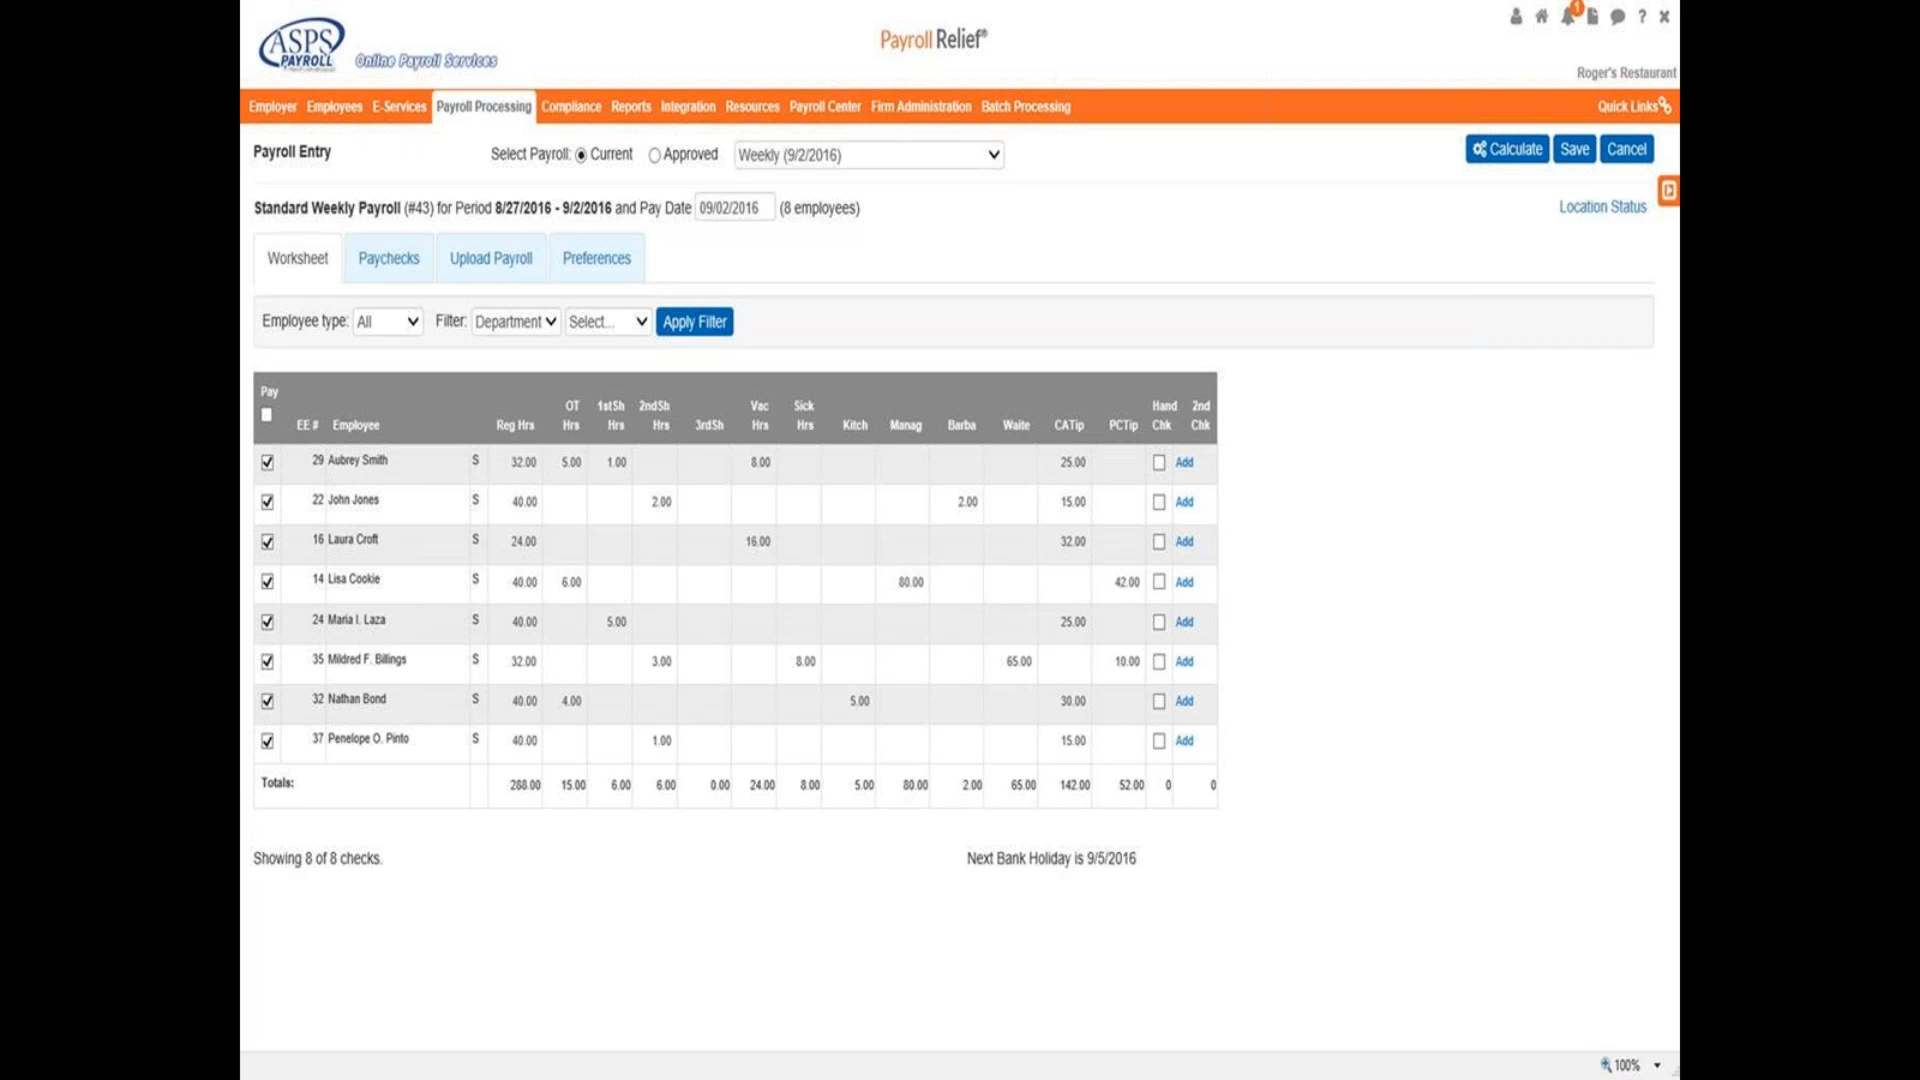 ASPS
PAYROLL
Online Payroll Services
Payroll Relief®
1
?
Roger's Restaurant
Employer Employees E-Services Payroll Processing Compliance Reports Integration Resources Payroll Center Firm Administration Batch Processing Quick Links
Payroll Entry Select Payroll: Current Approved Weekly (9/2/2016) Calculate Save Cancel
Standard Weekly Payroll (#43) for Period 8/27/2016 - 9/2/2016 and Pay Date 09/02/2016 (8 employees) Location Status
Worksheet Paychecks Upload Payroll Preferences
Employee type: All Filter: Department Select... Apply Filter
Pay
OT 1stSh 2ndSh Vac Sick Hand 2nd
EE # Employee Reg Hrs Hrs Hrs Hrs 3rdSh Hrs Hrs Kitch Manag Barba Waite CATip PCTip Chk Chk
29 Aubrey Smith S 32.00 5.00 1.00 8.00 25.00 Add
22 John Jones S 40.00 2.00 2.00 15.00 Add
16 Laura Croft S 24.00 16.00 32.00 Add
14 Lisa Cookie S 40.00 6.00 80.00 42.00 Add
24 Maria I. Laza S 40.00 5.00 25.00 Add
35 Mildred F. Billings S 32.00 3.00 8.00 65.00 10.00 Add
32 Nathan Bond S 40.00 4.00 5.00 30.00 Add
37 Penelope O. Pinto S 40.00 1.00 15.00 Add
Totals: 288.00 15.00 6.00 6.00 0.00 24.00 8.00 5.00 80.00 2.00 65.00 142.00 52.00 0 0
Showing 8 of 8 checks. Next Bank Holiday is 9/5/2016
100%